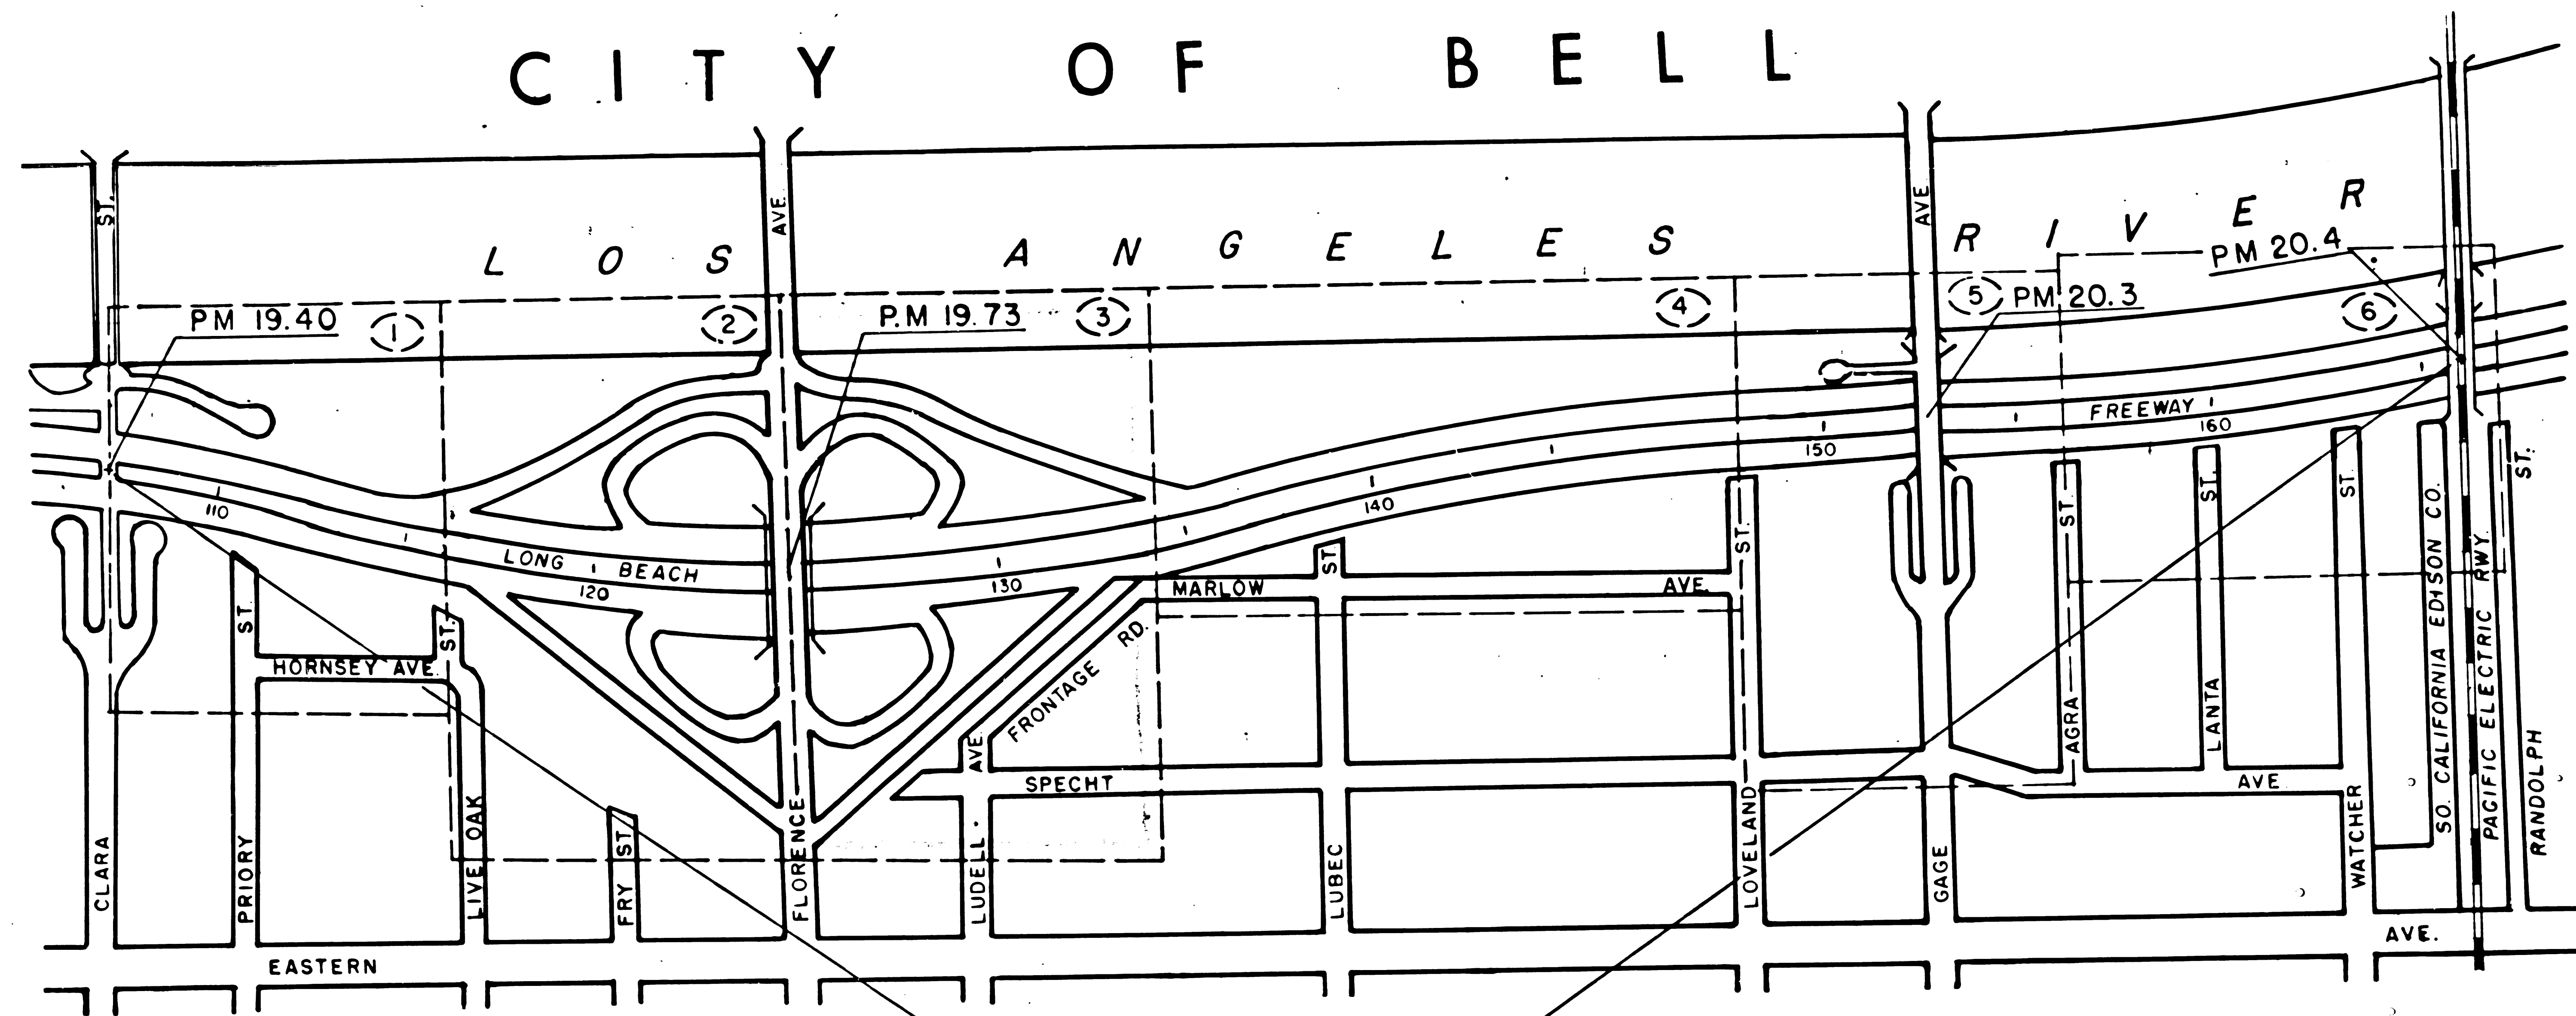 CITY OF BELL
LOS ANGELES RIVER
ST.
AVE.
AVE
PM 19.40
1
2
P.M 19.73
3
4
5
PM 20.3
PM 20.4
6
110
LONG BEACH
120
130
140
150
FREEWAY
160
HORNSEY AVE.
ST.
ST.
MARLOW AVE.
ST.
ST.
ST.
ST.
ST
ST.
FRONTAGE RD.
SPECHT AVE
CLARA
PRIORY
LIVE OAK
FRY ST.
FLORENCE
LUDELL AVE
LUBEC
LOVELAND
GAGE
AGRA
LANTA
WATCHER
SO. CALIFORNIA EDISON CO.
PACIFIC ELECTRIC RWY.
RANDOLPH
EASTERN AVE.